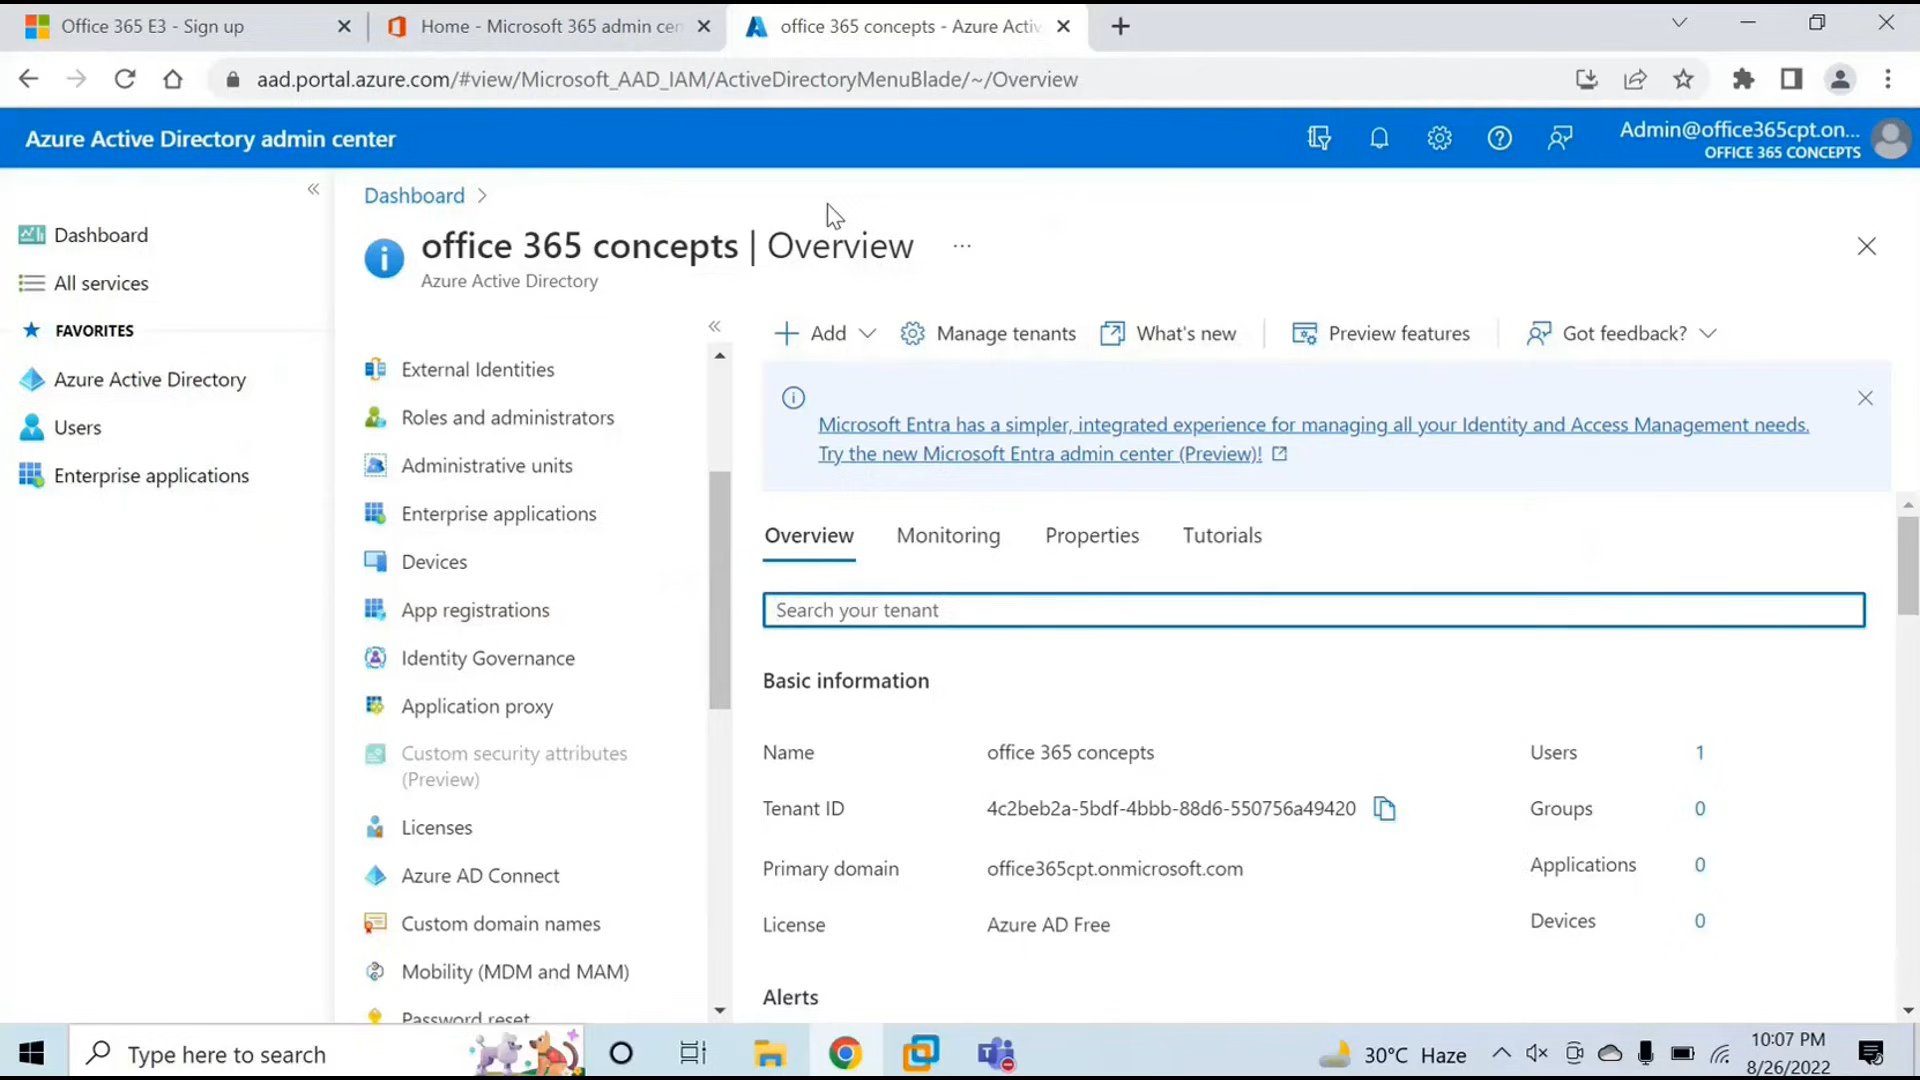 Office 365 E3 - Sign up
Home - Microsoft 365 admin cen
office 365 concepts - Azure Activ
aad.portal.azure.com/#view/Microsoft_AAD_IAM/ActiveDirectoryMenuBlade/~/Overview
Azure Active Directory admin center
Admin@office365cpt.on...
OFFICE 365 CONCEPTS
Dashboard
All services
FAVORITES
Azure Active Directory
Users
Enterprise applications
Dashboard
office 365 concepts | Overview
...
Azure Active Directory
External Identities
Roles and administrators
Administrative units
Enterprise applications
Devices
App registrations
Identity Governance
Application proxy
Custom security attributes
(Preview)
Licenses
Azure AD Connect
Custom domain names
Mobility (MDM and MAM)
Password reset
Add
Manage tenants
What's new
Preview features
Got feedback?
Microsoft Entra has a simpler, integrated experience for managing all your Identity and Access Management needs.
Try the new Microsoft Entra admin center (Preview)!
Overview Monitoring Properties Tutorials
Search your tenant
Basic information
Name office 365 concepts Users 1
Tenant ID 4c2beb2a-5bdf-4bbb-88d6-550756a49420 Groups 0
Primary domain office365cpt.onmicrosoft.com Applications 0
License Azure AD Free Devices 0
Alerts
Type here to search
30°C Haze
10:07 PM
8/26/2022